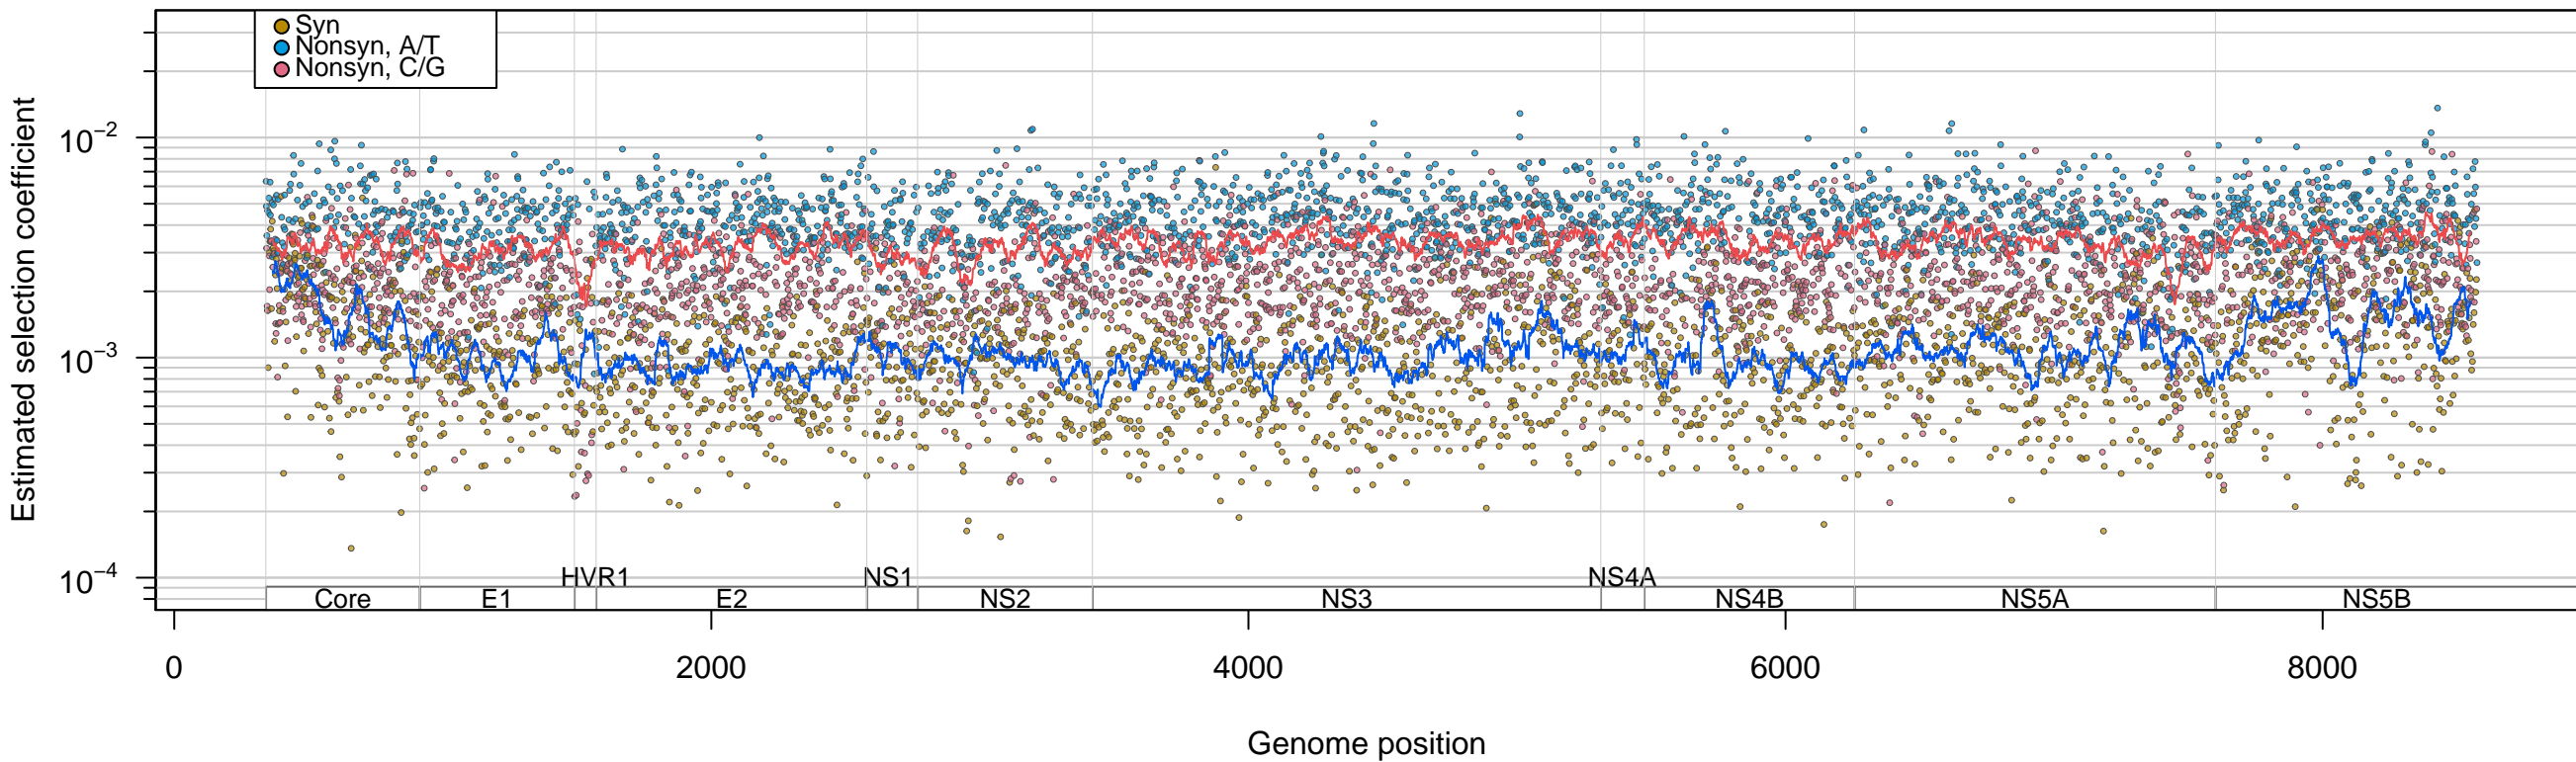 Syn
Nonsyn, A/T
Nonsyn, C/G
Estimated selection coefficient
10−2
10−3
10−4
HVR1 NS1 NS4A
Core E1 E2 NS2 NS3 NS4B NS5A NS5B
0 2000 4000 6000 8000
Genome position